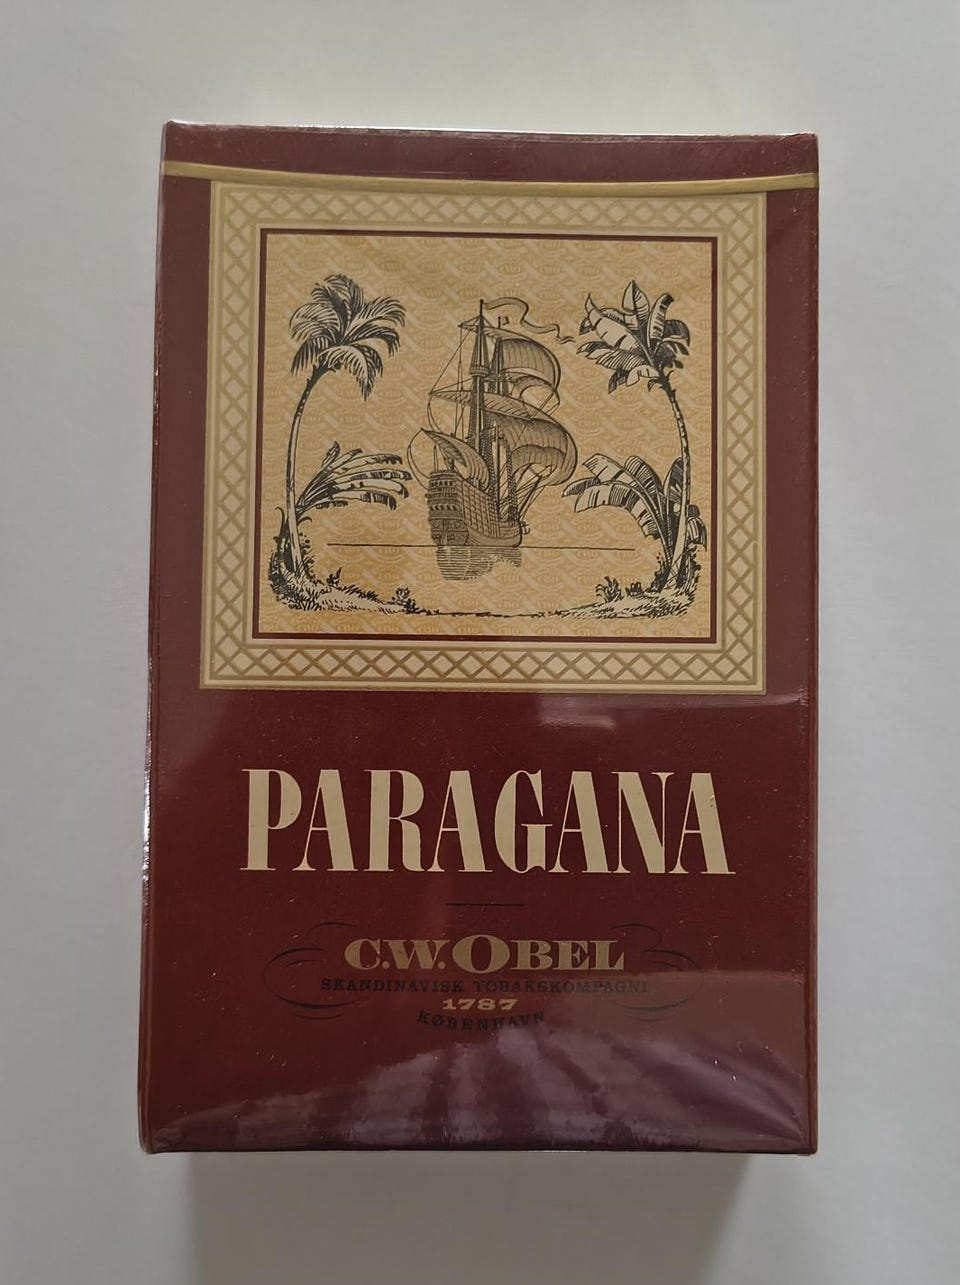 PARAGANA
C.W. OBEL
SKANDINAVISK TOBAKSKOMPAGNI
1787
KØBENHAVN